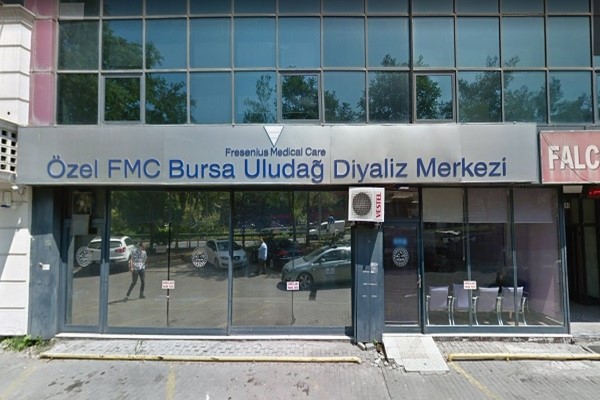 Fresenius Medical Care
Özel FMC Bursa Uludağ Diyaliz Merkezi
FALC
VESTEL